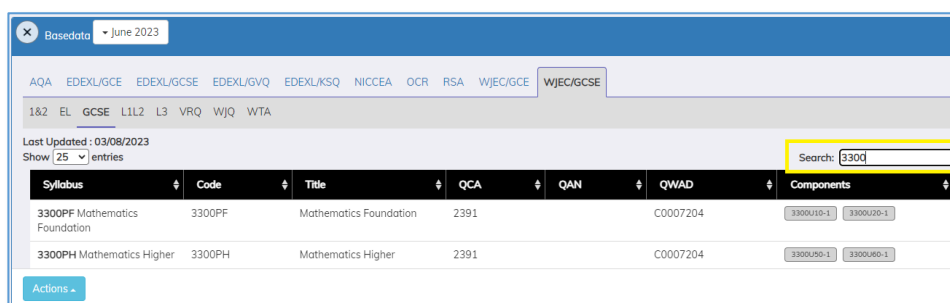 × Basedata June 2023
AQA EDEXL/GCE EDEXL/GCSE EDEXL/GVQ EDEXL/KSQ NICCEA OCR RSA WJEC/GCE WJEC/GCSE
1&2 EL GCSE L1L2 L3 VRQ WJQ WTA
Last Updated : 03/08/2023
Show 25 entries
Search: 3300
Syllabus Code Title QCA QAN QWAD Components
3300PF Mathematics Foundation 3300PF Mathematics Foundation 2391 C0007204 3300U10-1 3300U20-1
3300PH Mathematics Higher 3300PH Mathematics Higher 2391 C0007204 3300U50-1 3300U60-1
Actions